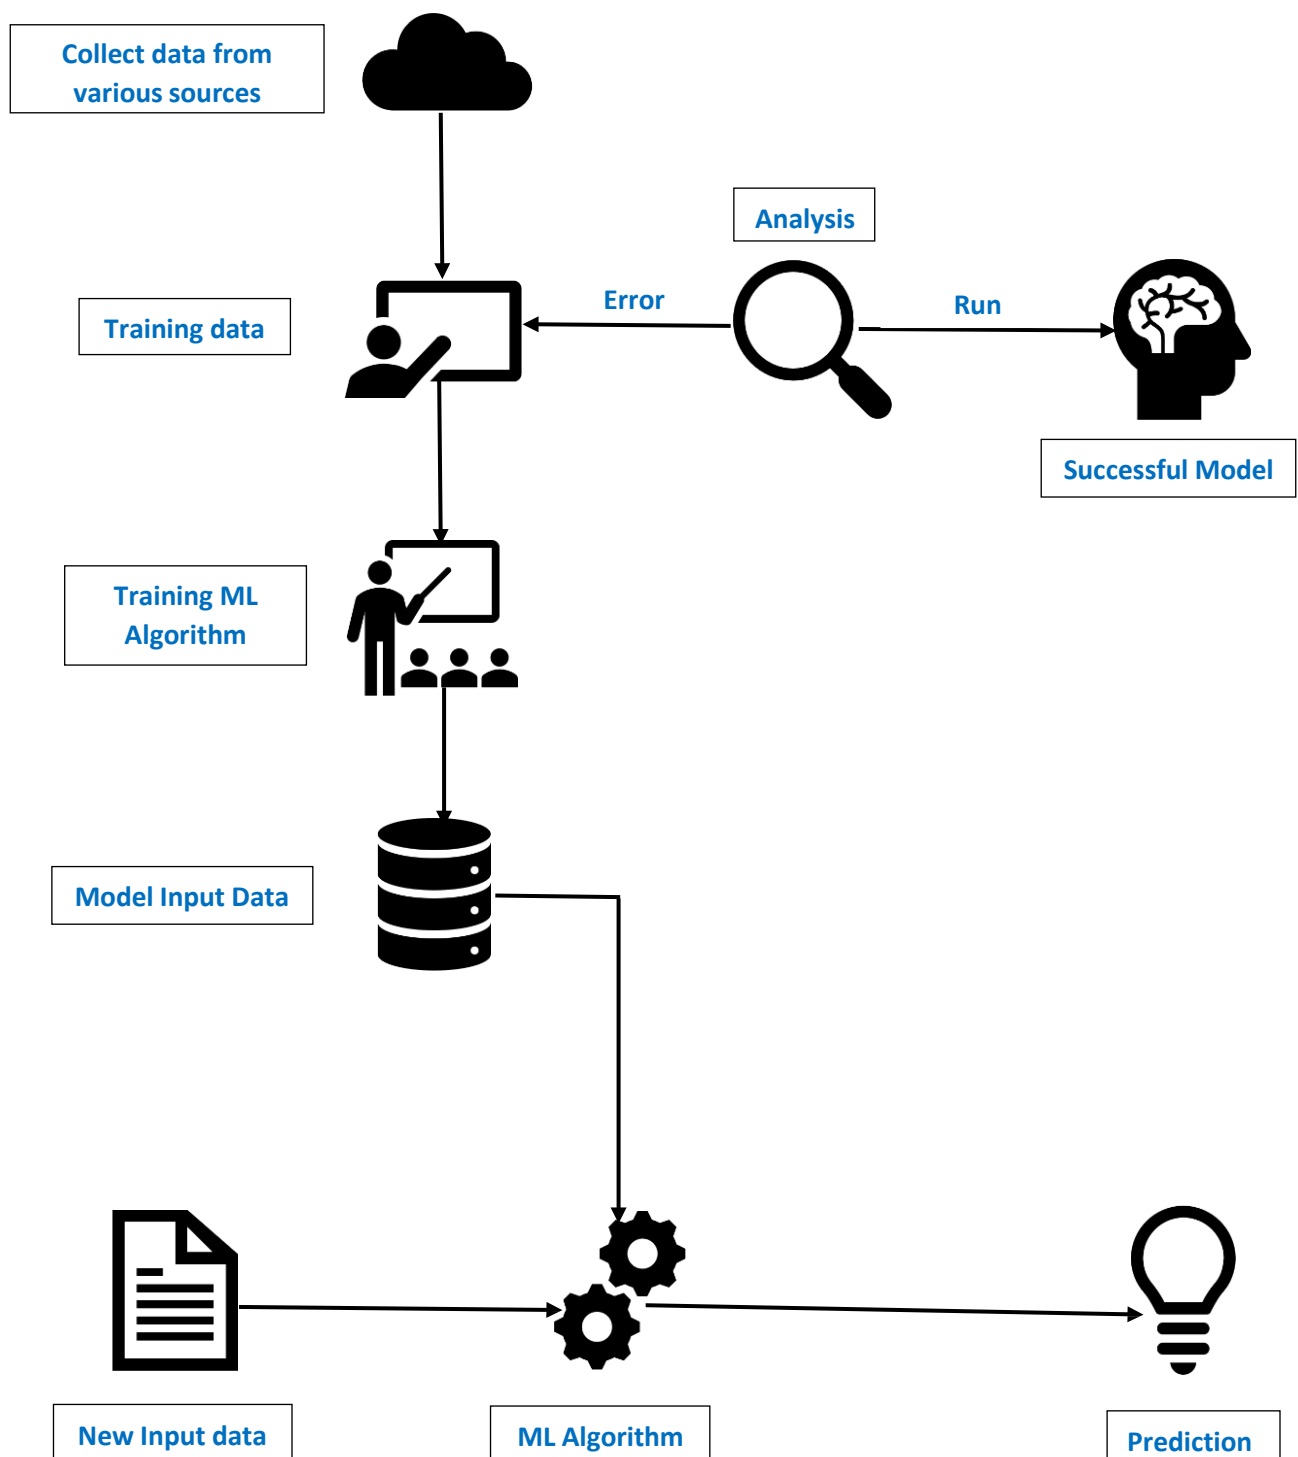 Collect data from
various sources
Analysis
Error
Run
Training data
Successful Model
Training ML
Algorithm
Model Input Data
New Input data
ML Algorithm
Prediction